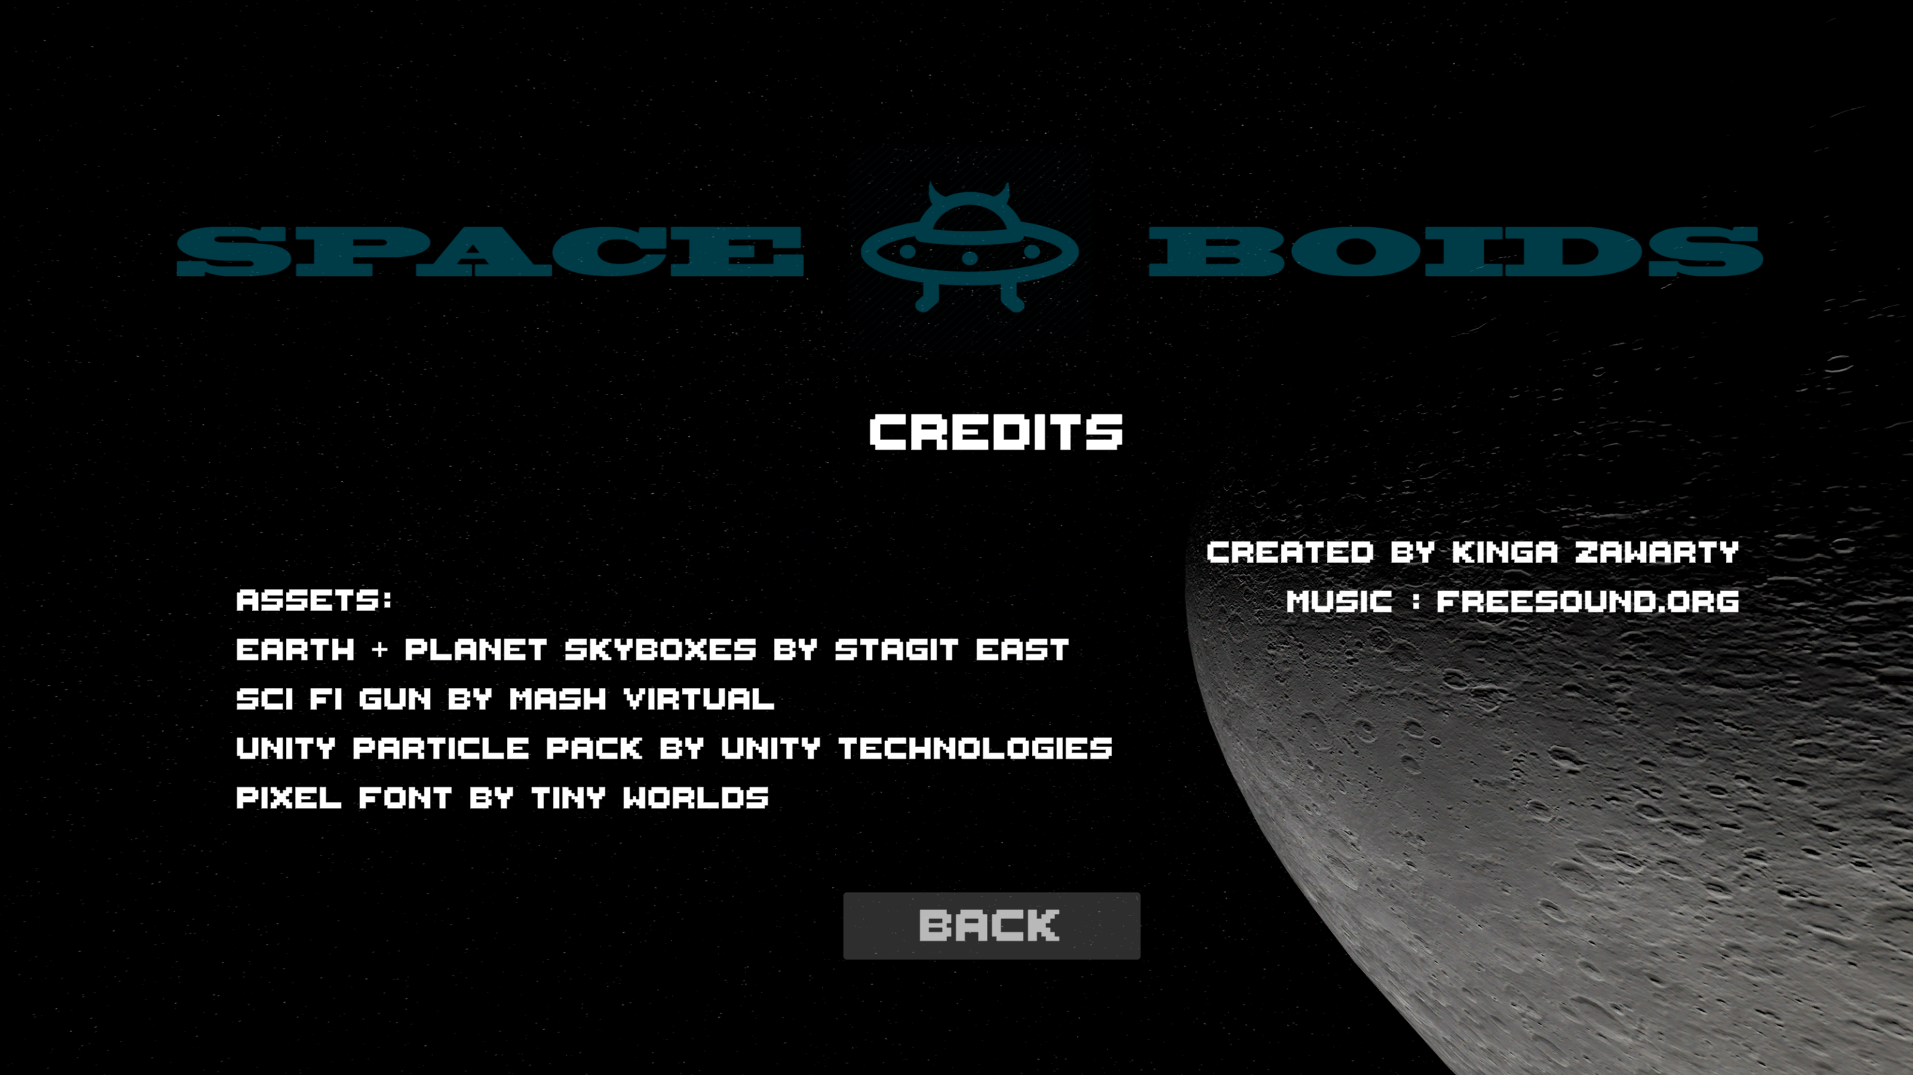 SPACE BOIDS
CREDITS
CREATED BY KINGA ZAWARTY
MUSIC : FREESOUND.ORG
ASSETS:
EARTH + PLANET SKYBOXES BY STAGIT EAST
SCI FI GUN BY MASH VIRTUAL
UNITY PARTICLE PACK BY UNITY TECHNOLOGIES
PIXEL FONT BY TINY WORLDS
BACK